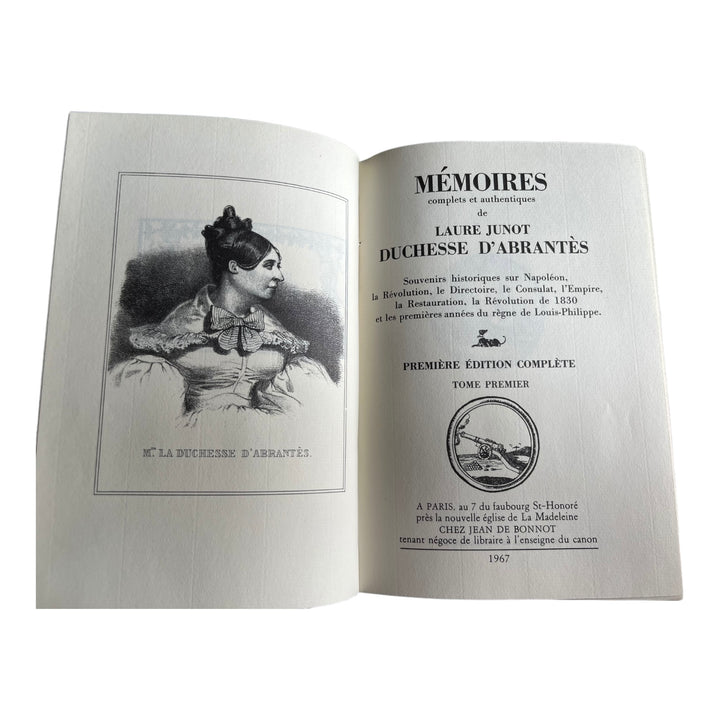 Mme LA DUCHESSE D'ABRANTÈS.
MÉMOIRES
complets et authentiques
de
LAURE JUNOT
DUCHESSE D'ABRANTÈS
Souvenirs historiques sur Napoléon,
la Révolution, le Directoire, le Consulat, l'Empire,
la Restauration, la Révolution de 1830
et les premières années du règne de Louis-Philippe.
PREMIÈRE ÉDITION COMPLÈTE
TOME PREMIER
A PARIS. au 7 du faubourg St-Honoré
près la nouvelle église de La Madeleine
CHEZ JEAN DE BONNOT
tenant négoce de libraire à l'enseigne du canon
1967